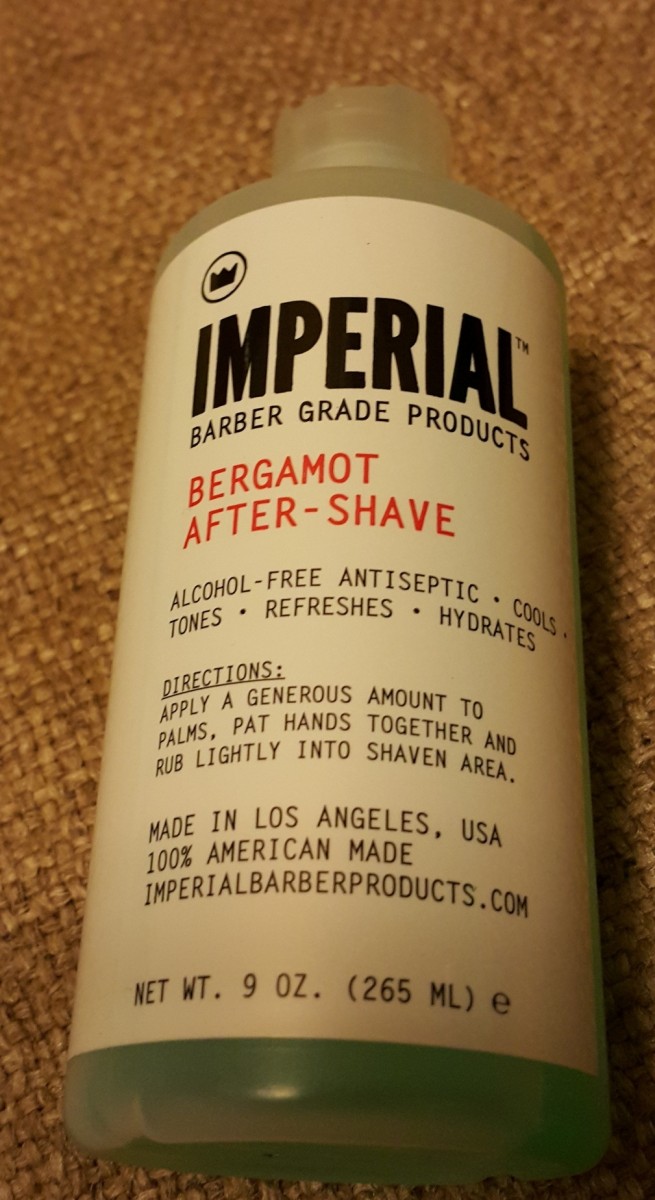 IMPERIAL™
BARBER GRADE PRODUCTS
BERGAMOT
AFTER-SHAVE
ALCOHOL-FREE ANTISEPTIC • COOLS •
TONES • REFRESHES • HYDRATES
DIRECTIONS:
APPLY A GENEROUS AMOUNT TO
PALMS, PAT HANDS TOGETHER AND
RUB LIGHTLY INTO SHAVEN AREA.
MADE IN LOS ANGELES, USA
100% AMERICAN MADE
IMPERIALBARBERPRODUCTS.COM
NET WT. 9 OZ. (265 ML) ℮